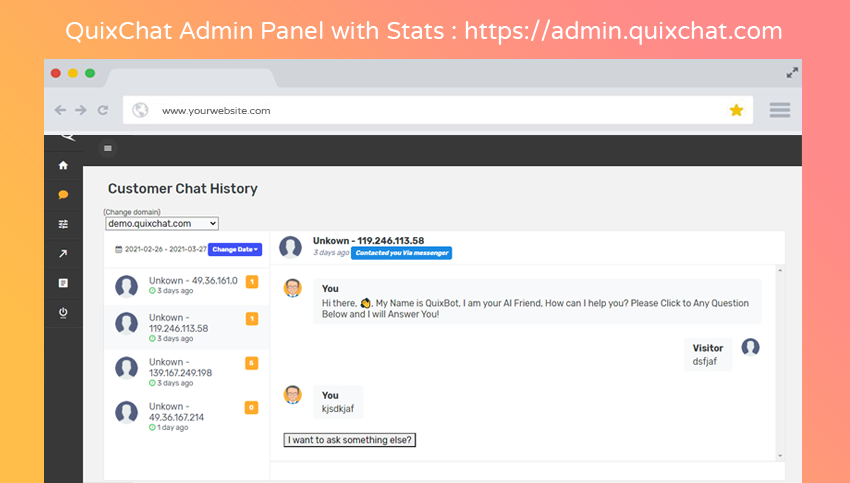 QuixChat Admin Panel with Stats : https://admin.quixchat.com
www.yourwebsite.com
Customer Chat History
(Change domain)
demo.quixchat.com
2021-02-26 - 2021-03-27 Change Date
Unkown - 49.36.161.0 1
3 days ago
Unkown -
119.246.113.58 1
3 days ago
Unkown -
139.167.249.198 5
3 days ago
Unkown -
49.36.167.214 0
1 day ago
Unkown - 119.246.113.58
3 days ago Contacted you Via messenger
You
Hi there, 👏, My Name is QuixBot, I am your AI Friend, How can I help you? Please Click to Any Question
Below and I will Answer You!
Visitor
dsfjaf
You
kjsdkjaf
I want to ask something else?